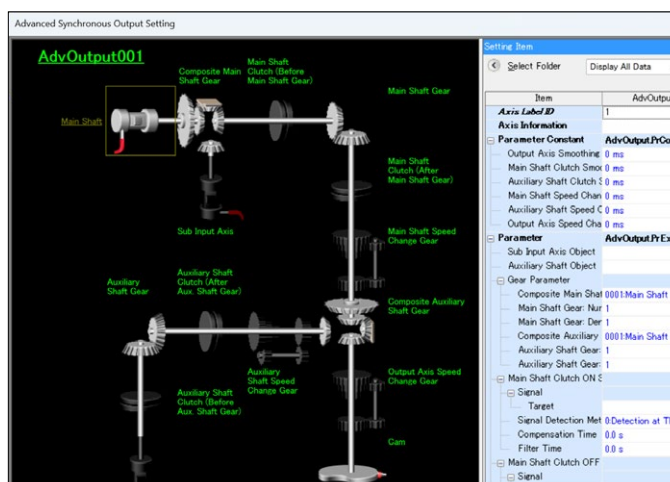 Advanced Synchronous Output Setting
AdvOutput001
Composite Main
Shaft Gear
Main Shaft
Clutch (Before
Main Shaft Gear)
Main Shaft Gear
Main Shaft
Main Shaft
Clutch (After
Main Shaft Gear)
Sub Input Axis
Main Shaft Speed
Change Gear
Auxiliary
Shaft Gear
Auxiliary Shaft
Clutch (After
Aux. Shaft Gear)
Composite Auxiliary
Shaft Gear
Auxiliary
Shaft Speed
Change Gear
Output Axis Speed
Change Gear
Auxiliary Shaft
Clutch (Before
Aux. Shaft Gear)
Cam
Setting Item
Select Folder Display All Data
Item AdvOutpu
Axis Label ID 1
Axis Information
Parameter Constant AdvOutput.PrCo
Output Axis Smoothing 0 ms
Main Shaft Clutch Smoo 0 ms
Auxiliary Shaft Clutch S 0 ms
Main Shaft Speed Chan 0 ms
Auxiliary Shaft Speed C 0 ms
Output Axis Speed Cha 0 ms
Parameter AdvOutput.PrEx
Sub Input Axis Object
Auxiliary Shaft Object
Gear Parameter
Composite Main Shaf 0001:Main Shaft
Main Shaft Gear: Nur 1
Main Shaft Gear: Der 1
Composite Auxiliary 0001:Main Shaft
Auxiliary Shaft Gear: 1
Auxiliary Shaft Gear: 1
Main Shaft Clutch ON S
Signal
Target
Signal Detection Met 0:Detection at Tl
Compensation Time 0.0 s
Filter Time 0.0 s
Main Shaft Clutch OFF
Signal